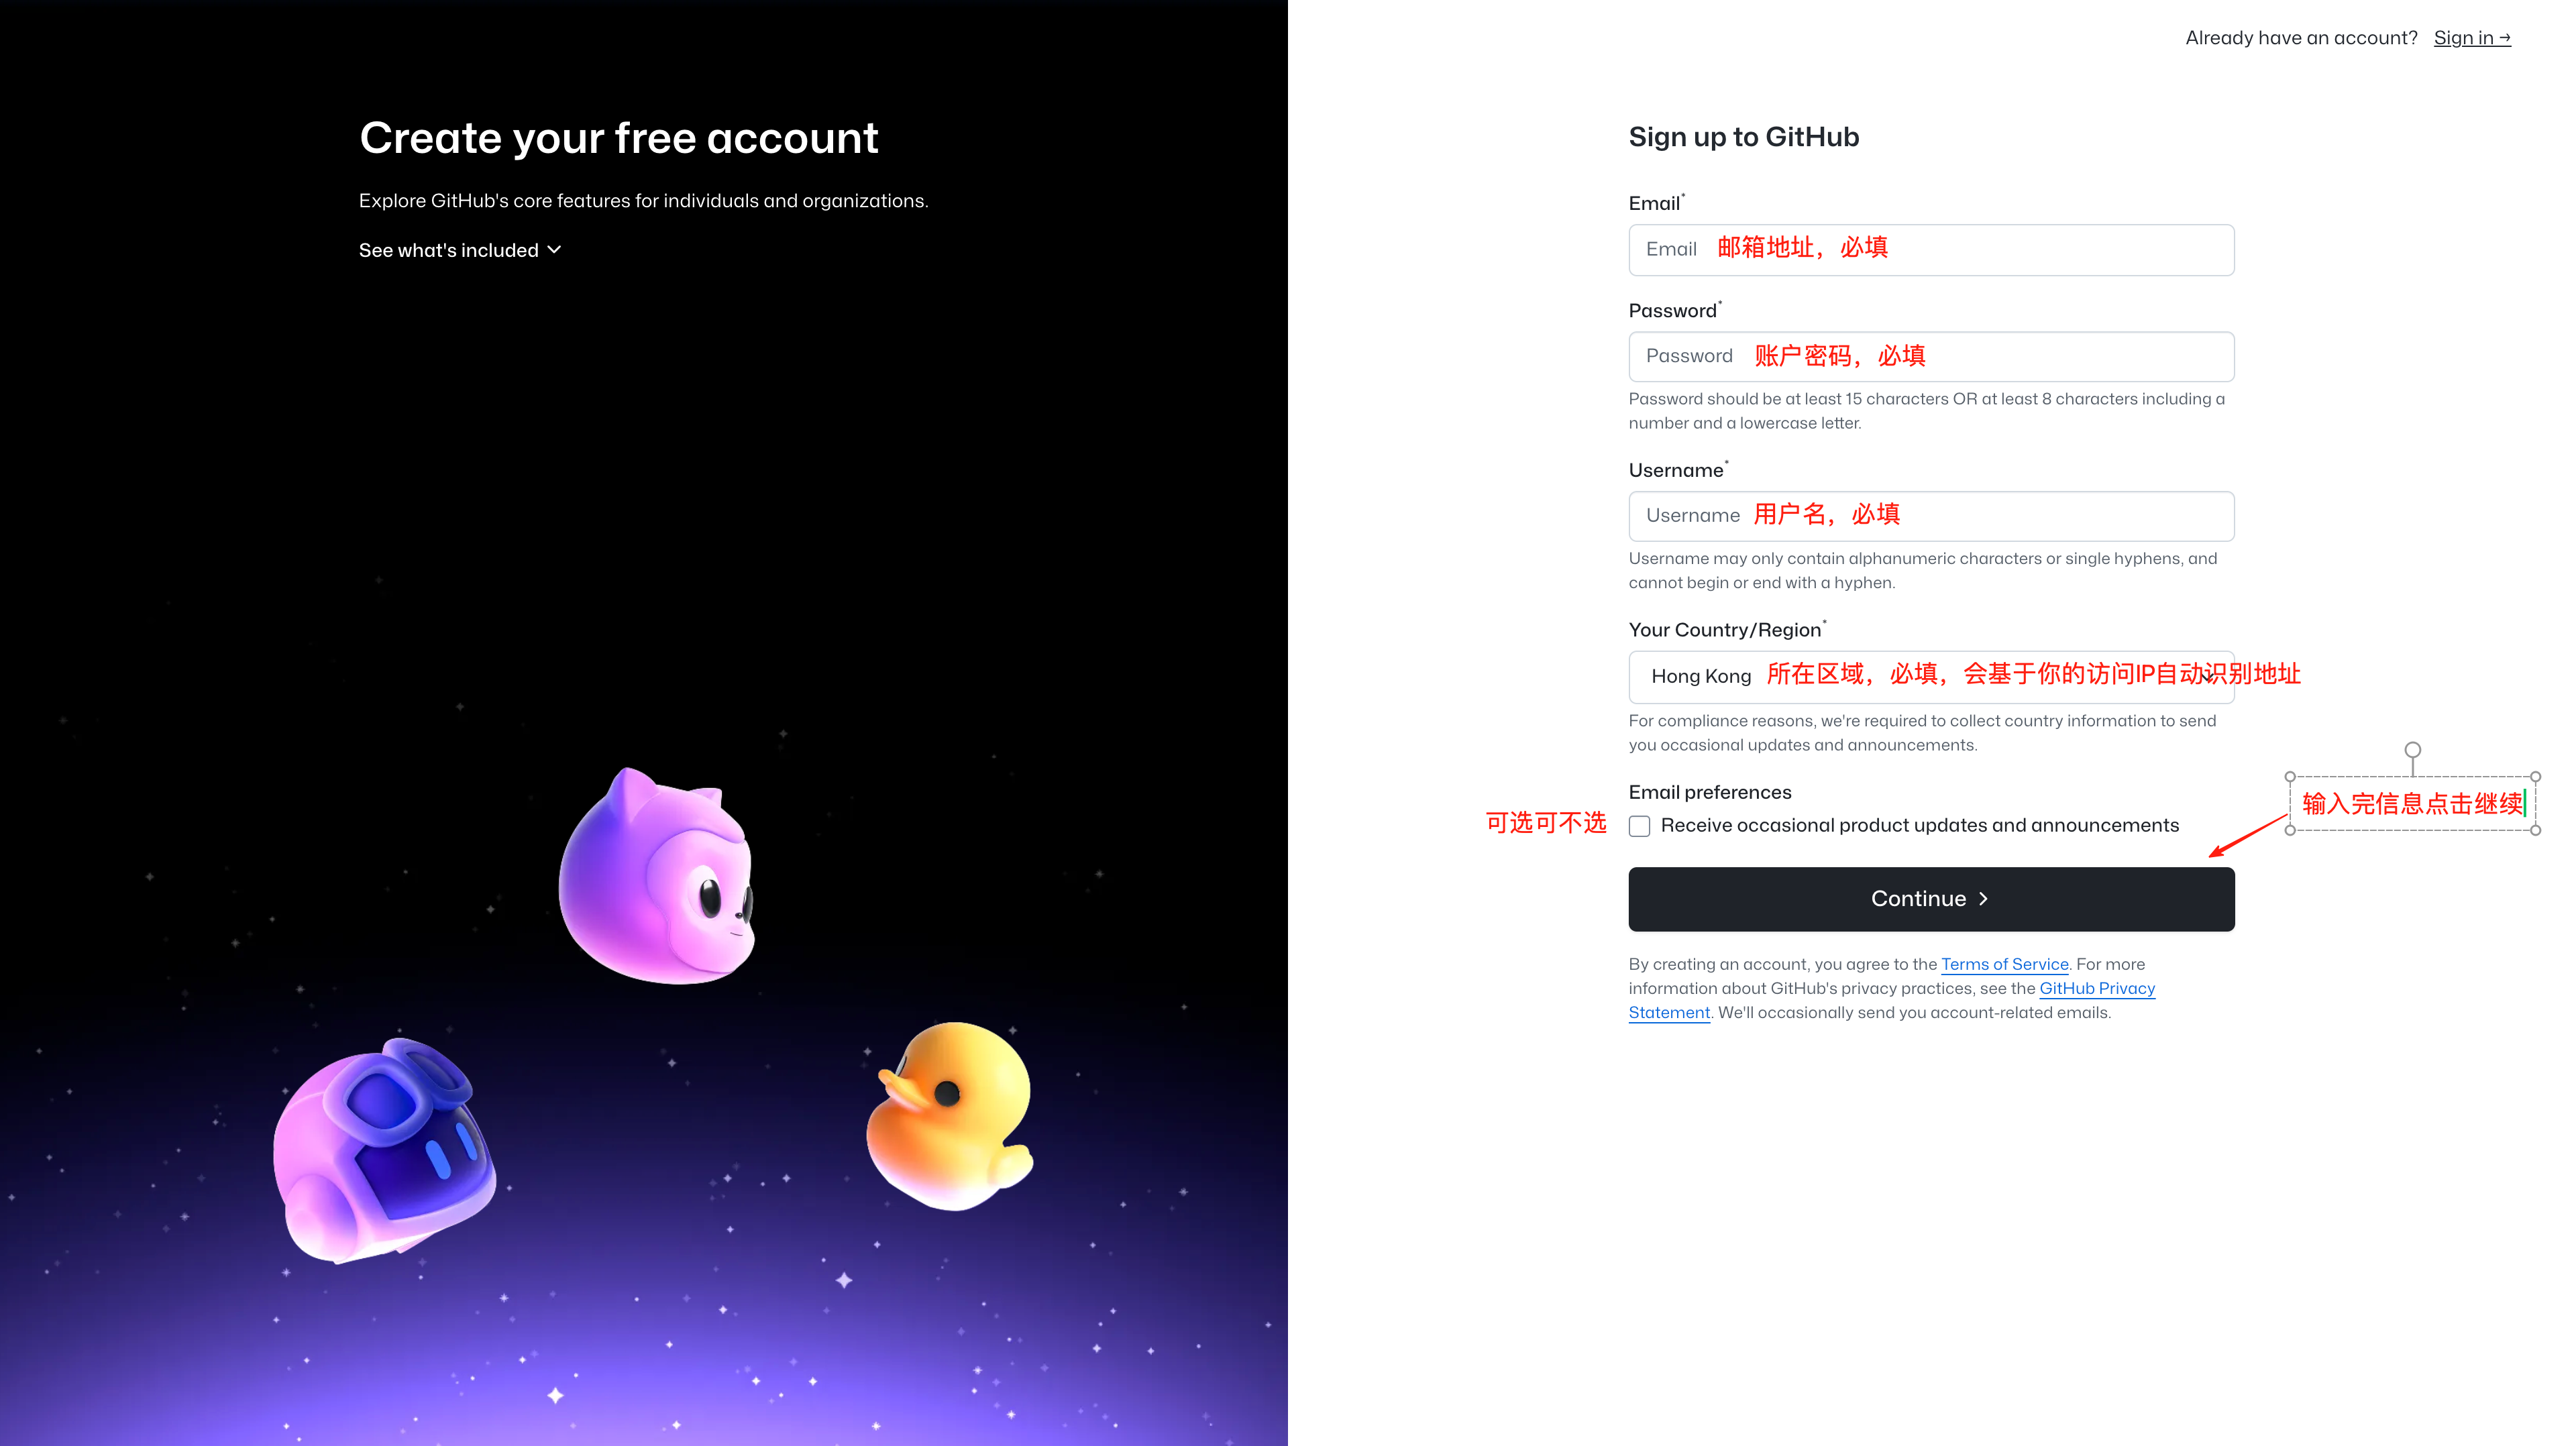 Already have an account? Sign in →
Create your free account
Explore GitHub's core features for individuals and organizations.
See what's included
Sign up to GitHub
Email*
Email 邮箱地址，必填
Password*
Password 账户密码，必填
Password should be at least 15 characters OR at least 8 characters including a
number and a lowercase letter.
Username*
Username 用户名，必填
Username may only contain alphanumeric characters or single hyphens, and
cannot begin or end with a hyphen.
Your Country/Region*
Hong Kong 所在区域，必填，会基于你的访问IP自动识别地址
For compliance reasons, we're required to collect country information to send
you occasional updates and announcements.
Email preferences
可选可不选 Receive occasional product updates and announcements
输入完信息点击继续
Continue
By creating an account, you agree to the Terms of Service. For more
information about GitHub's privacy practices, see the GitHub Privacy
Statement. We'll occasionally send you account-related emails.